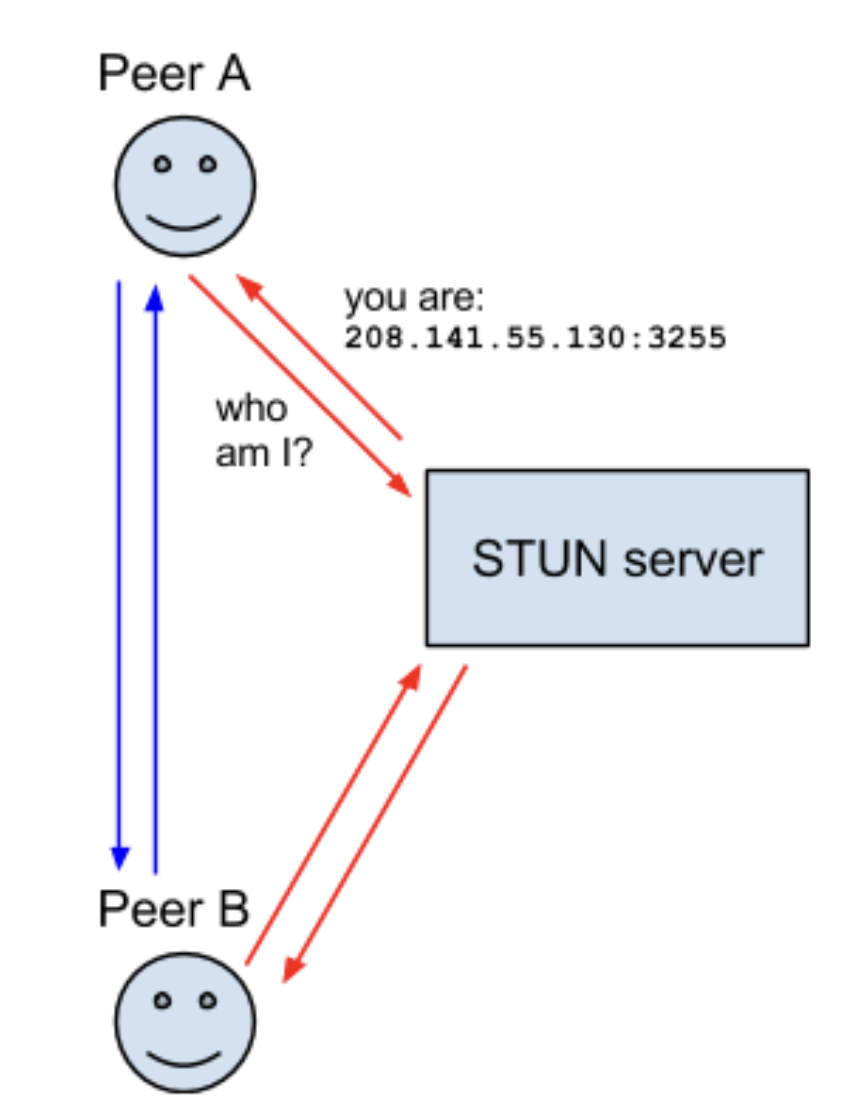 Peer A
you are:
208.141.55.130:3255
who
am I?
STUN server
Peer B